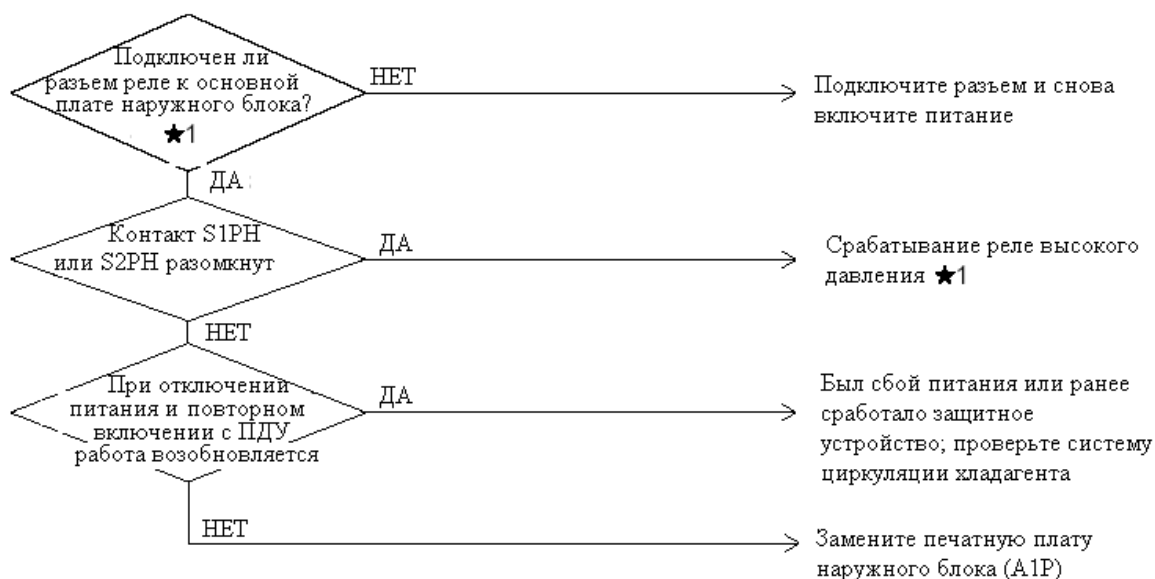 Подключен ли
разъем реле к основной
плате наружного блока?
★1
НЕТ
Подключите разъем и снова
включите питание
ДА
Контакт S1PH
или S2PH разомкнут
ДА
Срабатывание реле высокого
давления ★1
НЕТ
При отключений
питания и повторном
включении с ПДУ
работа возобновляется
ДА
Был сбой питания или ранее
сработало защитное
устройство; проверьте систему
циркуляции хладагента
НЕТ
Замените печатную плату
наружного блока (A1P)